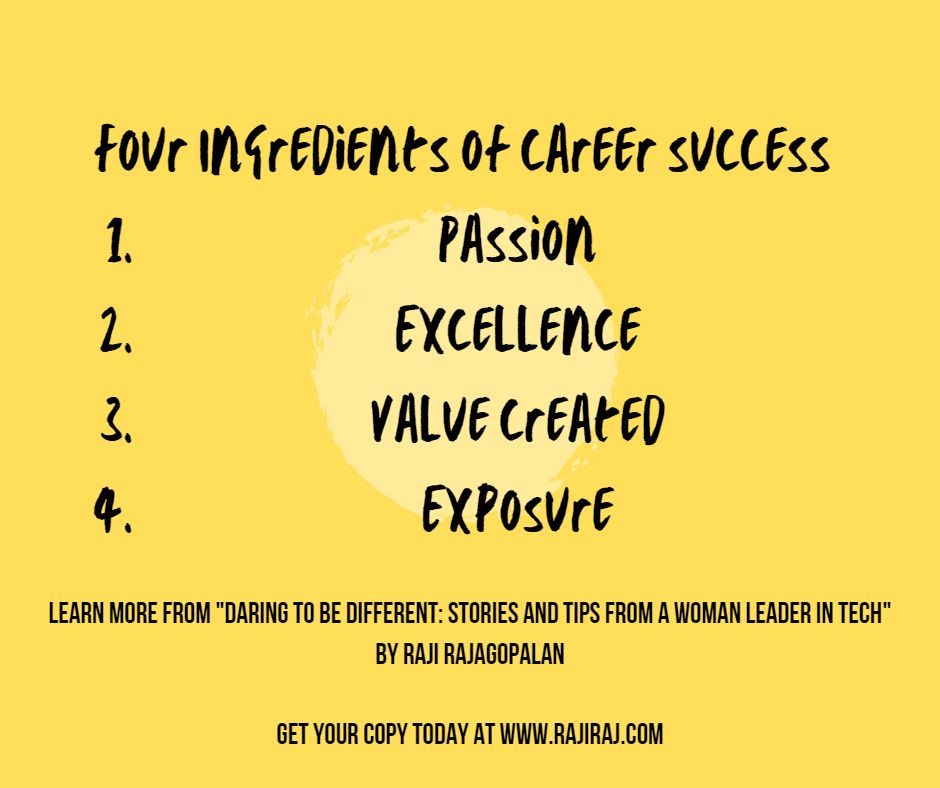 Four Ingredients of Career Success
1. Passion
2. Excellence
3. Value Created
4. Exposure
LEARN MORE FROM "DARING TO BE DIFFERENT: STORIES AND TIPS FROM A WOMAN LEADER IN TECH"
BY RAJI RAJAGOPALAN
GET YOUR COPY TODAY AT WWW.RAJIRAJ.COM